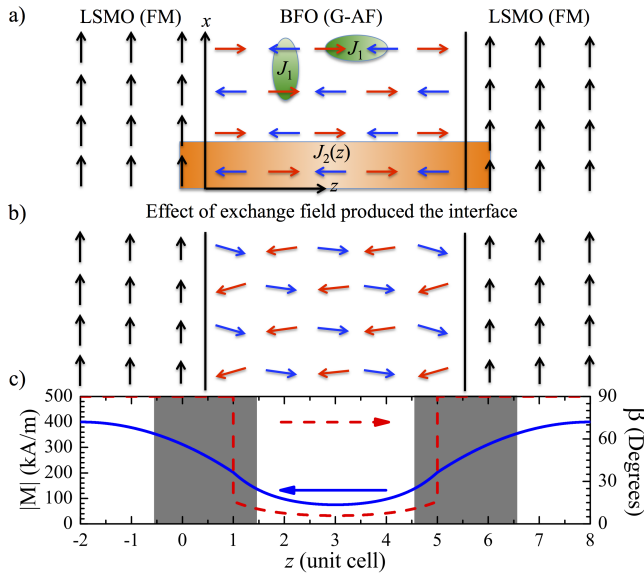 a) LSMO (FM) BFO (G-AF) LSMO (FM)
x
J1 J1
J2(z)
z
Effect of exchange field produced the interface
b)
c)
500 90
400
300 60
200
30
100
0 0
|M| (kA/m)
β (Degrees)
-2 -1 0 1 2 3 4 5 6 7 8
z (unit cell)